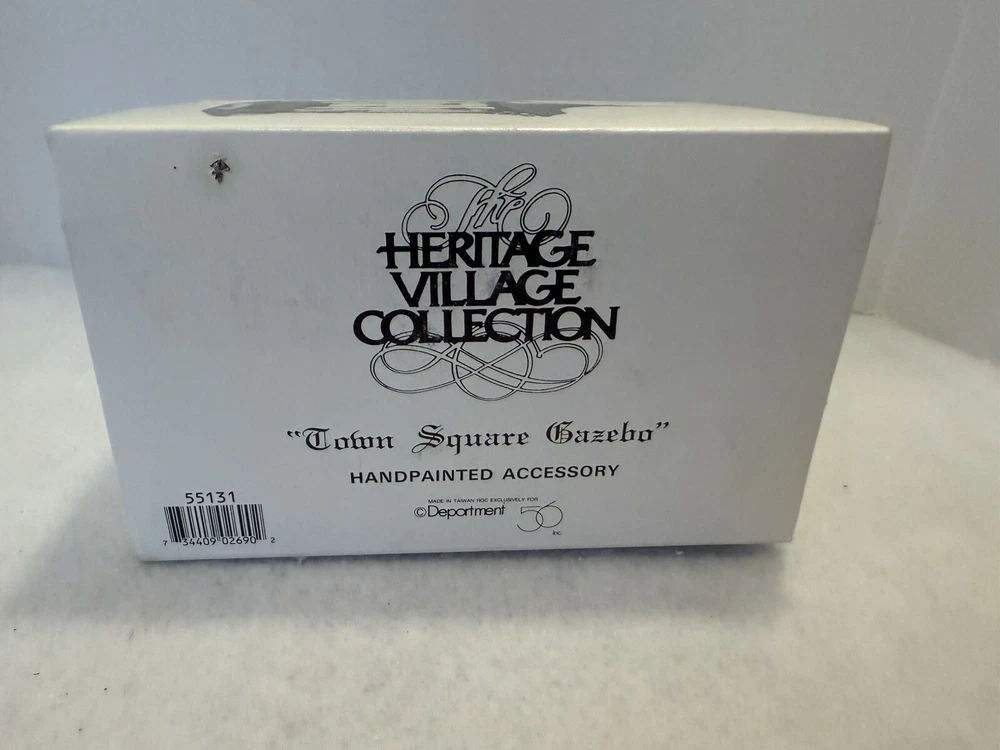 The
HERITAGE
VILLAGE
COLLECTION
"Town Square Gazebo"
HANDPAINTED ACCESSORY
55131
7 34409 02690 2
MADE IN TAIWAN ROC EXCLUSIVELY FOR
©Department 56
Inc.